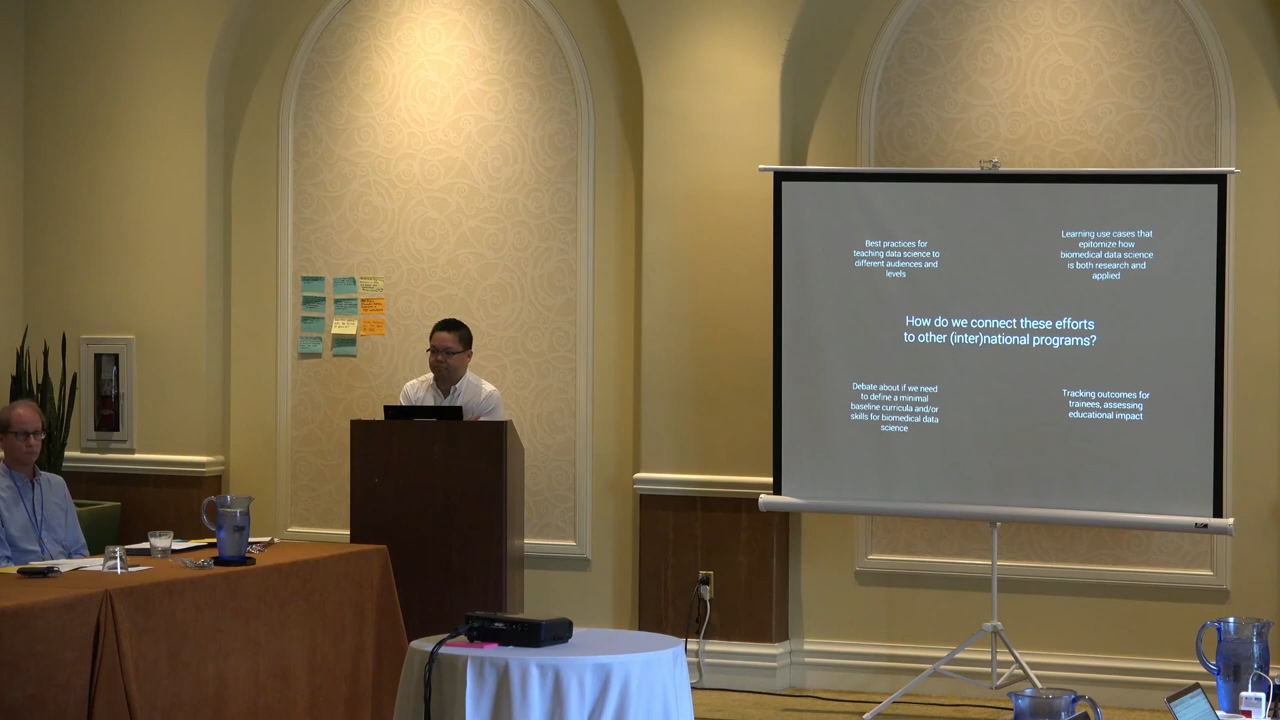 Best practices for
teaching data science to
different audiences and
levels
Learning use cases that
epitomize how
biomedical data science
is both research and
applied
How do we connect these efforts
to other (inter)national programs?
Debate about if we need
to define a minimal
baseline curricula and/or
skills for biomedical data
science
Tracking outcomes for
trainees, assessing
educational impact